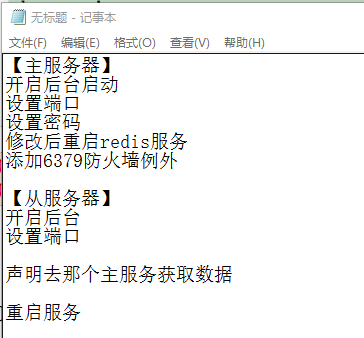 无标题 - 记事本
文件(F) 编辑(E) 格式(O) 查看(V) 帮助(H)
【主服务器】
开启后台启动
设置端口
设置密码
修改后重启redis服务
添加6379防火墙例外
【从服务器】
开启后台
设置端口
声明去那个主服务获取数据
重启服务